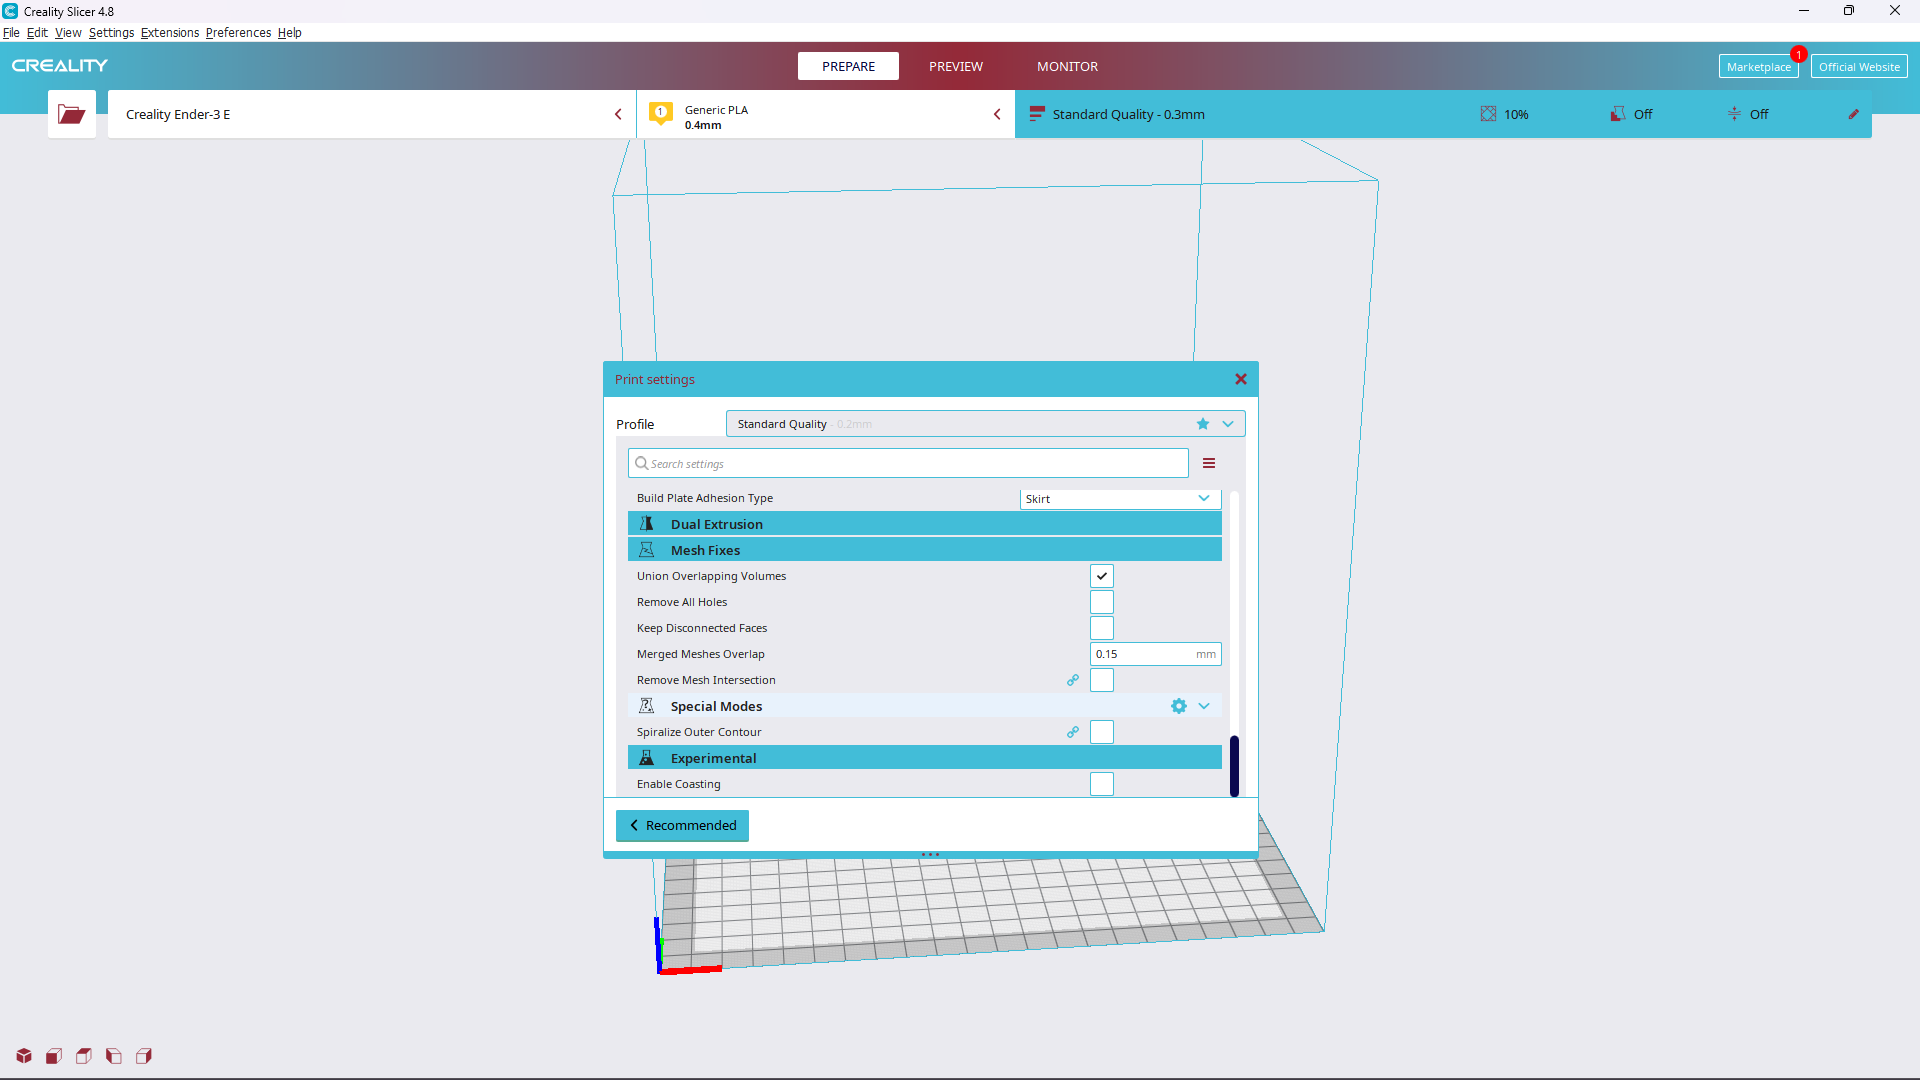 Creality Slicer 4.8
File Edit View Settings Extensions Preferences Help
CREALITY
PREPARE PREVIEW MONITOR
Marketplace 1 Official Website
Creality Ender-3 E
1 Generic PLA
0.4mm
Standard Quality - 0.3mm 10% Off Off
Print settings
Profile Standard Quality - 0.2mm
Search settings
Build Plate Adhesion Type Skirt
Dual Extrusion
Mesh Fixes
Union Overlapping Volumes
Remove All Holes
Keep Disconnected Faces
Merged Meshes Overlap 0.15 mm
Remove Mesh Intersection
Special Modes
Spiralize Outer Contour
Experimental
Enable Coasting
Recommended